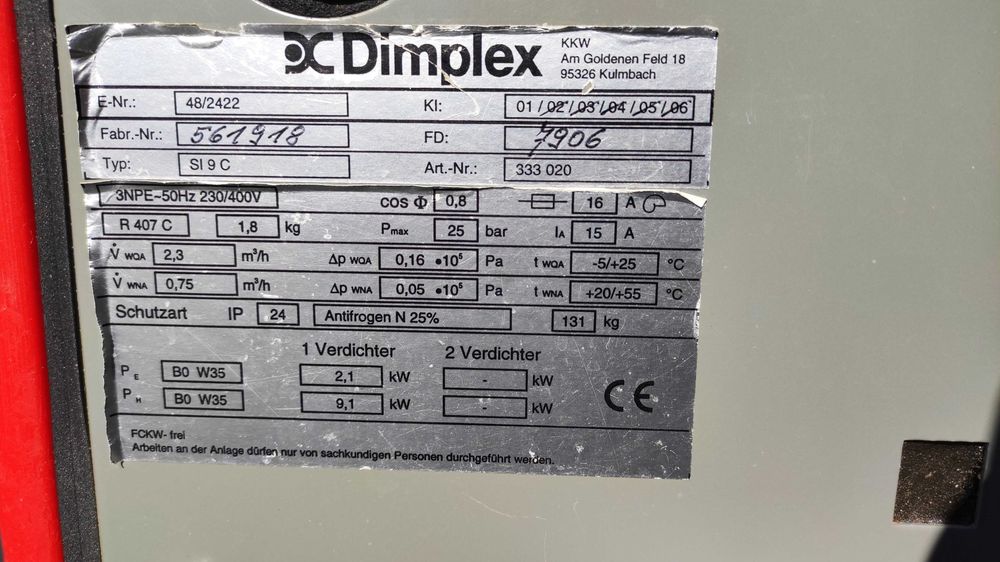 Dimplex
KKW
Am Goldenen Feld 18
95326 Kulmbach
E-Nr.: 48/2422 KI: 01 / 02 / 03 / 04 / 05 / 06
Fabr.-Nr.: 561918 FD: 7906
Typ: SI 9 C Art.-Nr.: 333 020
3NPE~50Hz 230/400V cos Φ 0,8 16 A
R 407 C 1,8 kg Pmax 25 bar IA 15 A
V̇ WQA 2,3 m³/h Δp WQA 0,16 •10⁵ Pa t WQA -5/+25 °C
V̇ WNA 0,75 m³/h Δp WNA 0,05 •10⁵ Pa t WNA +20/+55 °C
Schutzart IP 24 Antifrogen N 25% 131 kg
1 Verdichter 2 Verdichter
P E B0 W35 2,1 kW - kW
P H B0 W35 9,1 kW - kW
CE
FCKW- frei
Arbeiten an der Anlage dürfen nur von sachkundigen Personen durchgeführt werden.